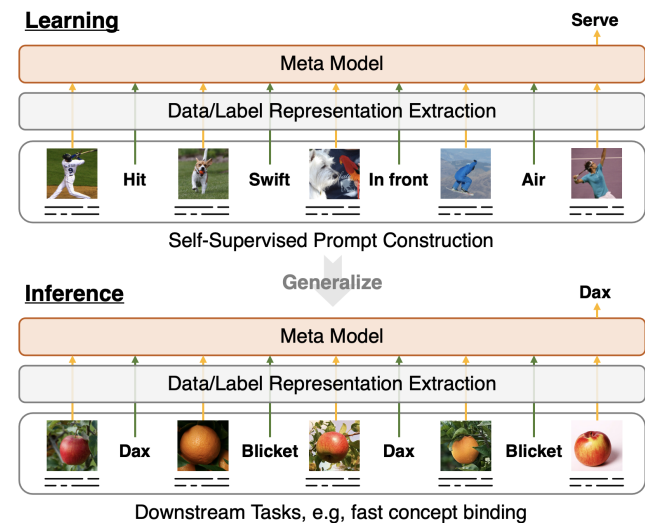 Learning
Serve
Meta Model
Data/Label Representation Extraction
Hit Swift In front Air
Self-Supervised Prompt Construction
Generalize
Inference
Dax
Meta Model
Data/Label Representation Extraction
Dax Blicket Dax Blicket
Downstream Tasks, e.g, fast concept binding